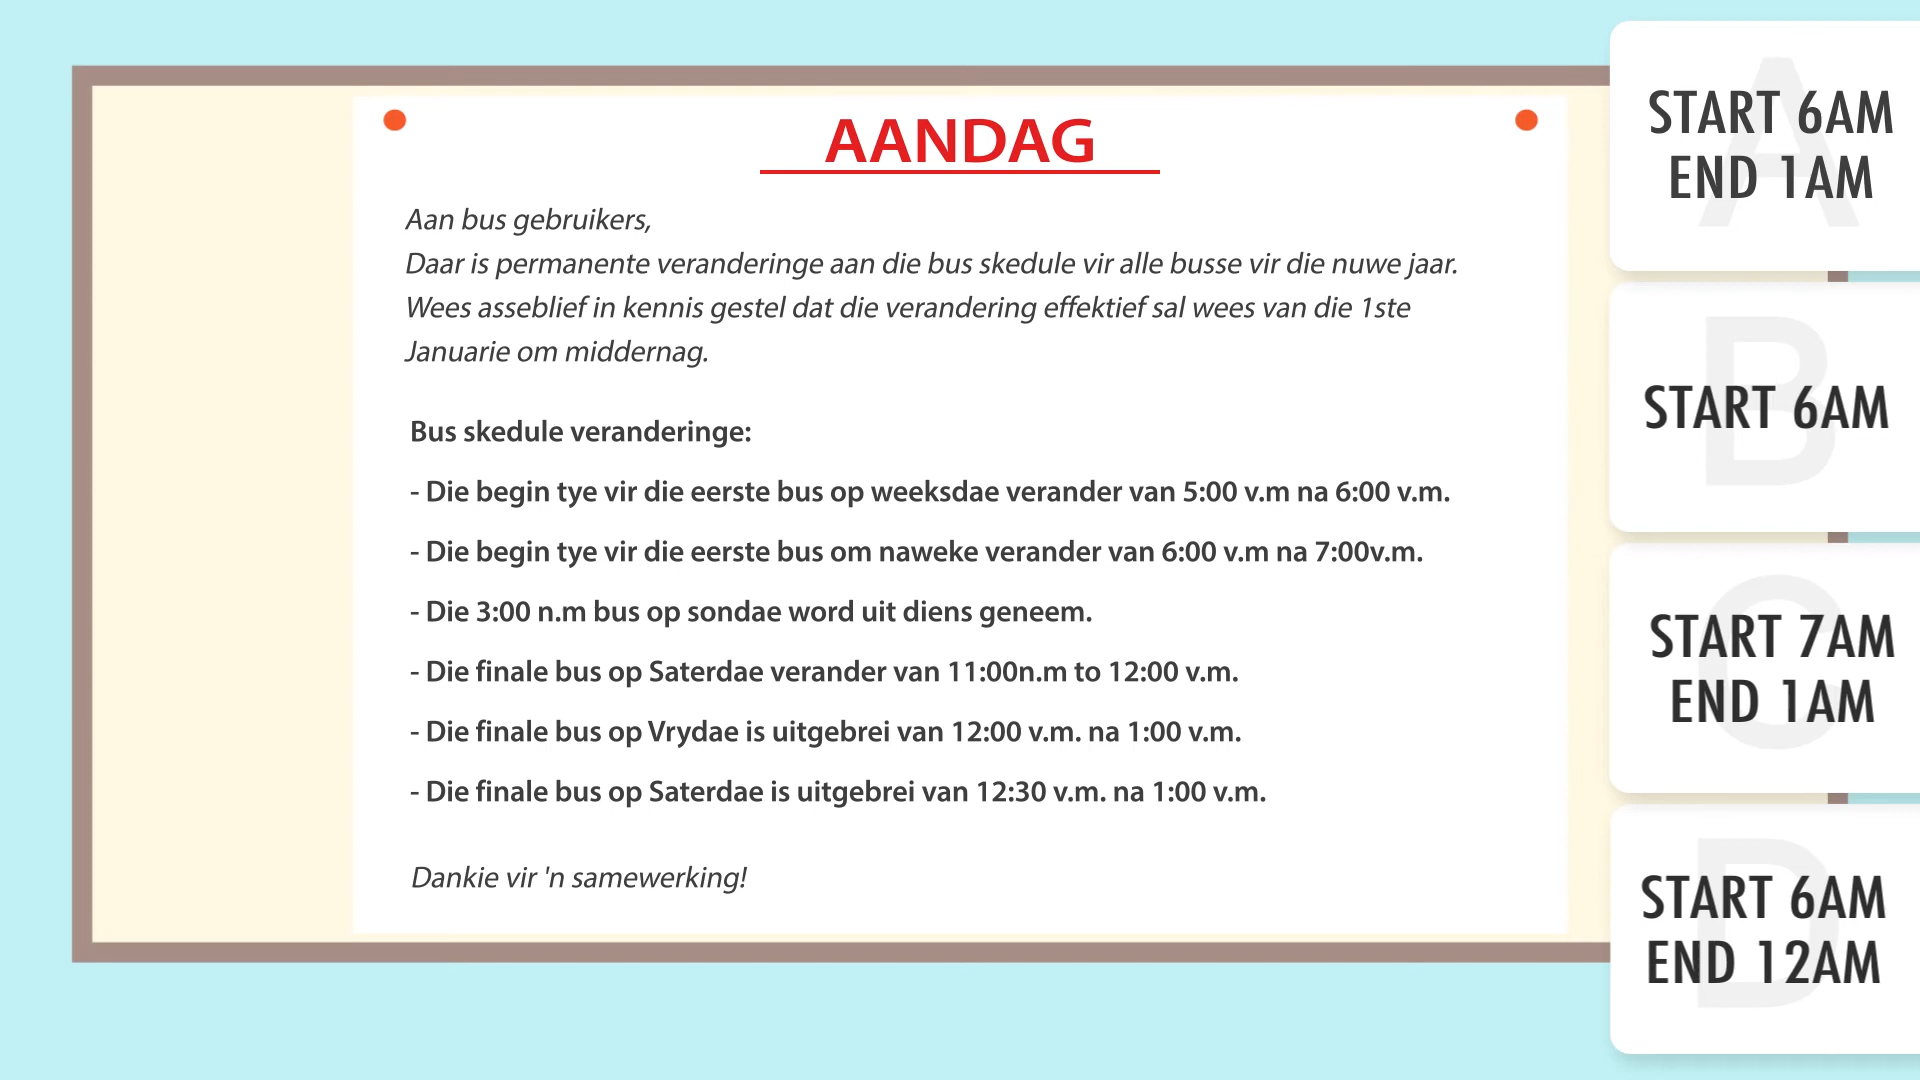 AANDAG
Aan bus gebruikers,
Daar is permanente veranderinge aan die bus skedule vir alle busse vir die nuwe jaar.
Wees asseblief in kennis gestel dat die verandering effektief sal wees van die 1ste
Januarie om middernag.
Bus skedule veranderinge:
- Die begin tye vir die eerste bus op weeksdae verander van 5:00 v.m na 6:00 v.m.
- Die begin tye vir die eerste bus om naweke verander van 6:00 v.m na 7:00v.m.
- Die 3:00 n.m bus op sondae word uit diens geneem.
- Die finale bus op Saterdae verander van 11:00n.m to 12:00 v.m.
- Die finale bus op Vrydae is uitgebrei van 12:00 v.m. na 1:00 v.m.
- Die finale bus op Saterdae is uitgebrei van 12:30 v.m. na 1:00 v.m.
Dankie vir 'n samewerking!
A
START 6AM
END 1AM
B
START 6AM
C
START 7AM
END 1AM
D
START 6AM
END 12AM